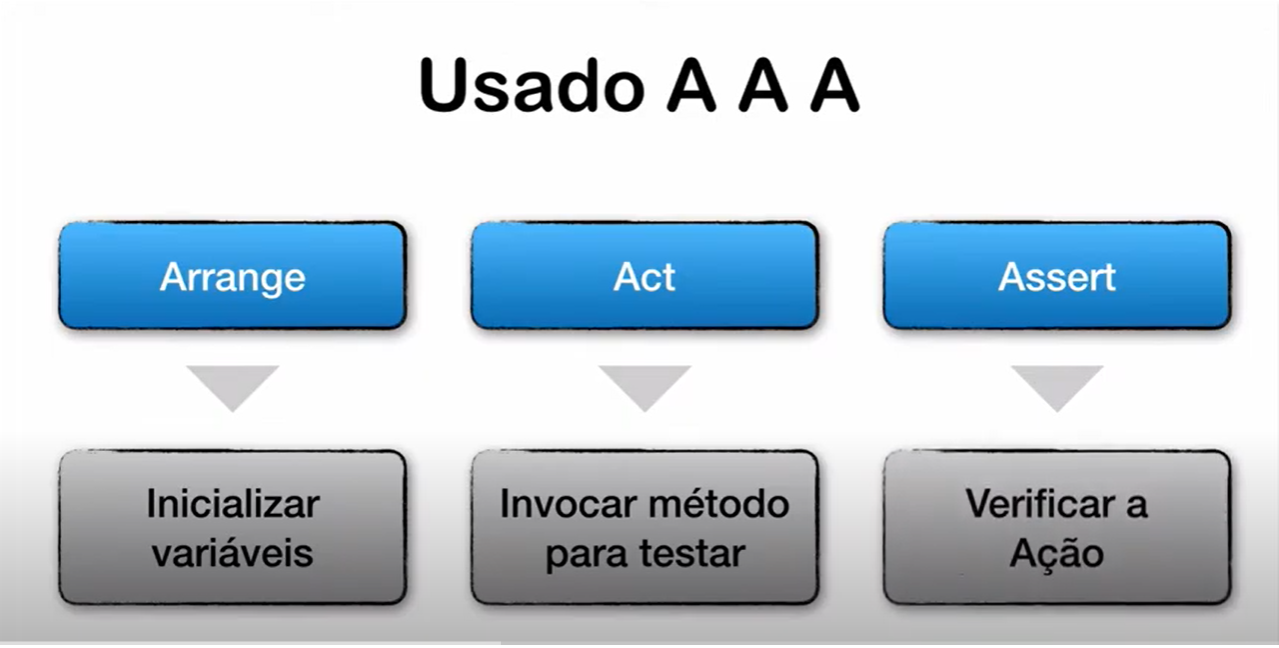 Usado A A A
Arrange
Act
Assert
Inicializar
variáveis
Invocar método
para testar
Verificar a
Ação